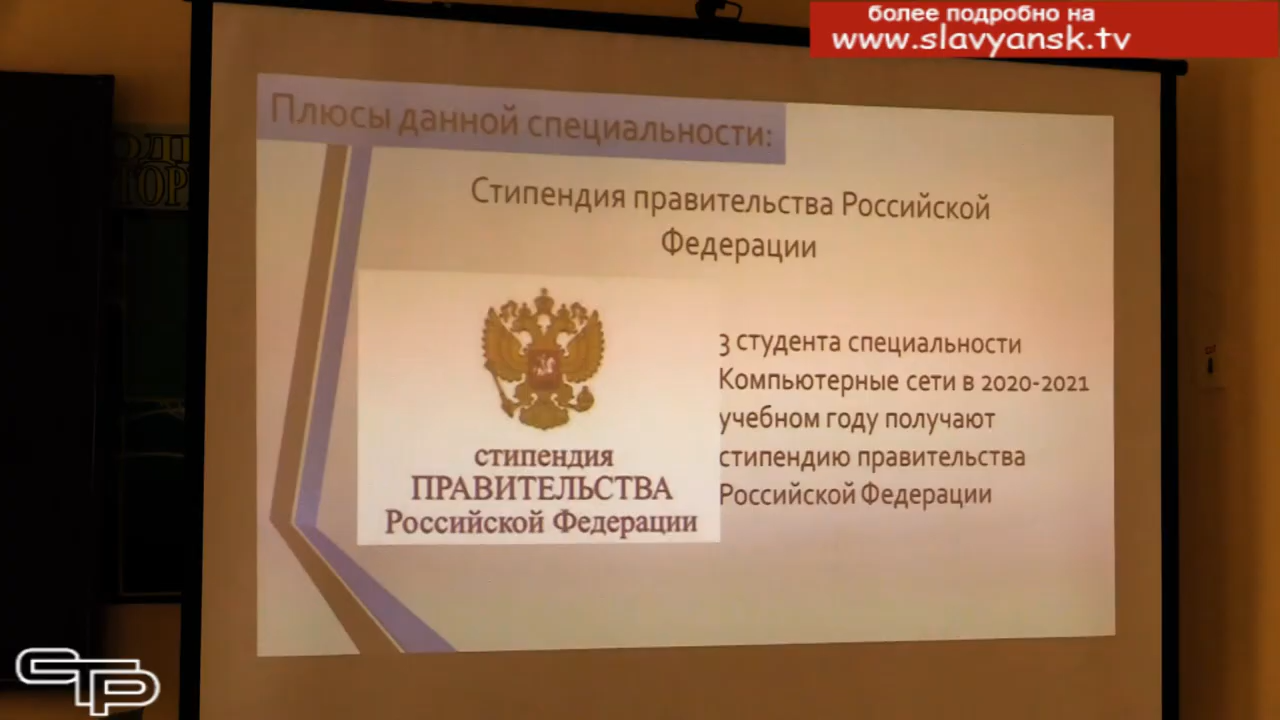 более подробно на
www.slavyansk.tv
Плюсы данной специальности:
Стипендия правительства Российской
Федерации
стипендия
ПРАВИТЕЛЬСТВА
Российской Федерации
3 студента специальности
Компьютерные сети в 2020-2021
учебном году получают
стипендию правительства
Российской Федерации
СТР